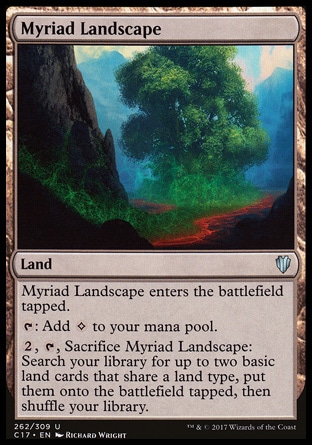 Myriad Landscape
Land
Myriad Landscape enters the battlefield
tapped.
: Add to your mana pool.
2, , Sacrifice Myriad Landscape:
Search your library for up to two basic
land cards that share a land type, put
them onto the battlefield tapped, then
shuffle your library.
262/309 U
C17 • EN Richard Wright
™ & © 2017 Wizards of the Coast